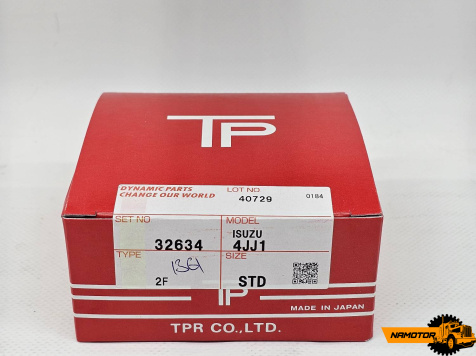 TP
DYNAMIC PARTS
CHANGE OUR WORLD
LOT NO
40729
0184
SET NO
32634
MODEL
ISUZU
4JJ1
TYPE
2F
1361
SIZE
STD
TP
MADE IN JAPAN
TPR CO.,LTD.
NAMOTOR